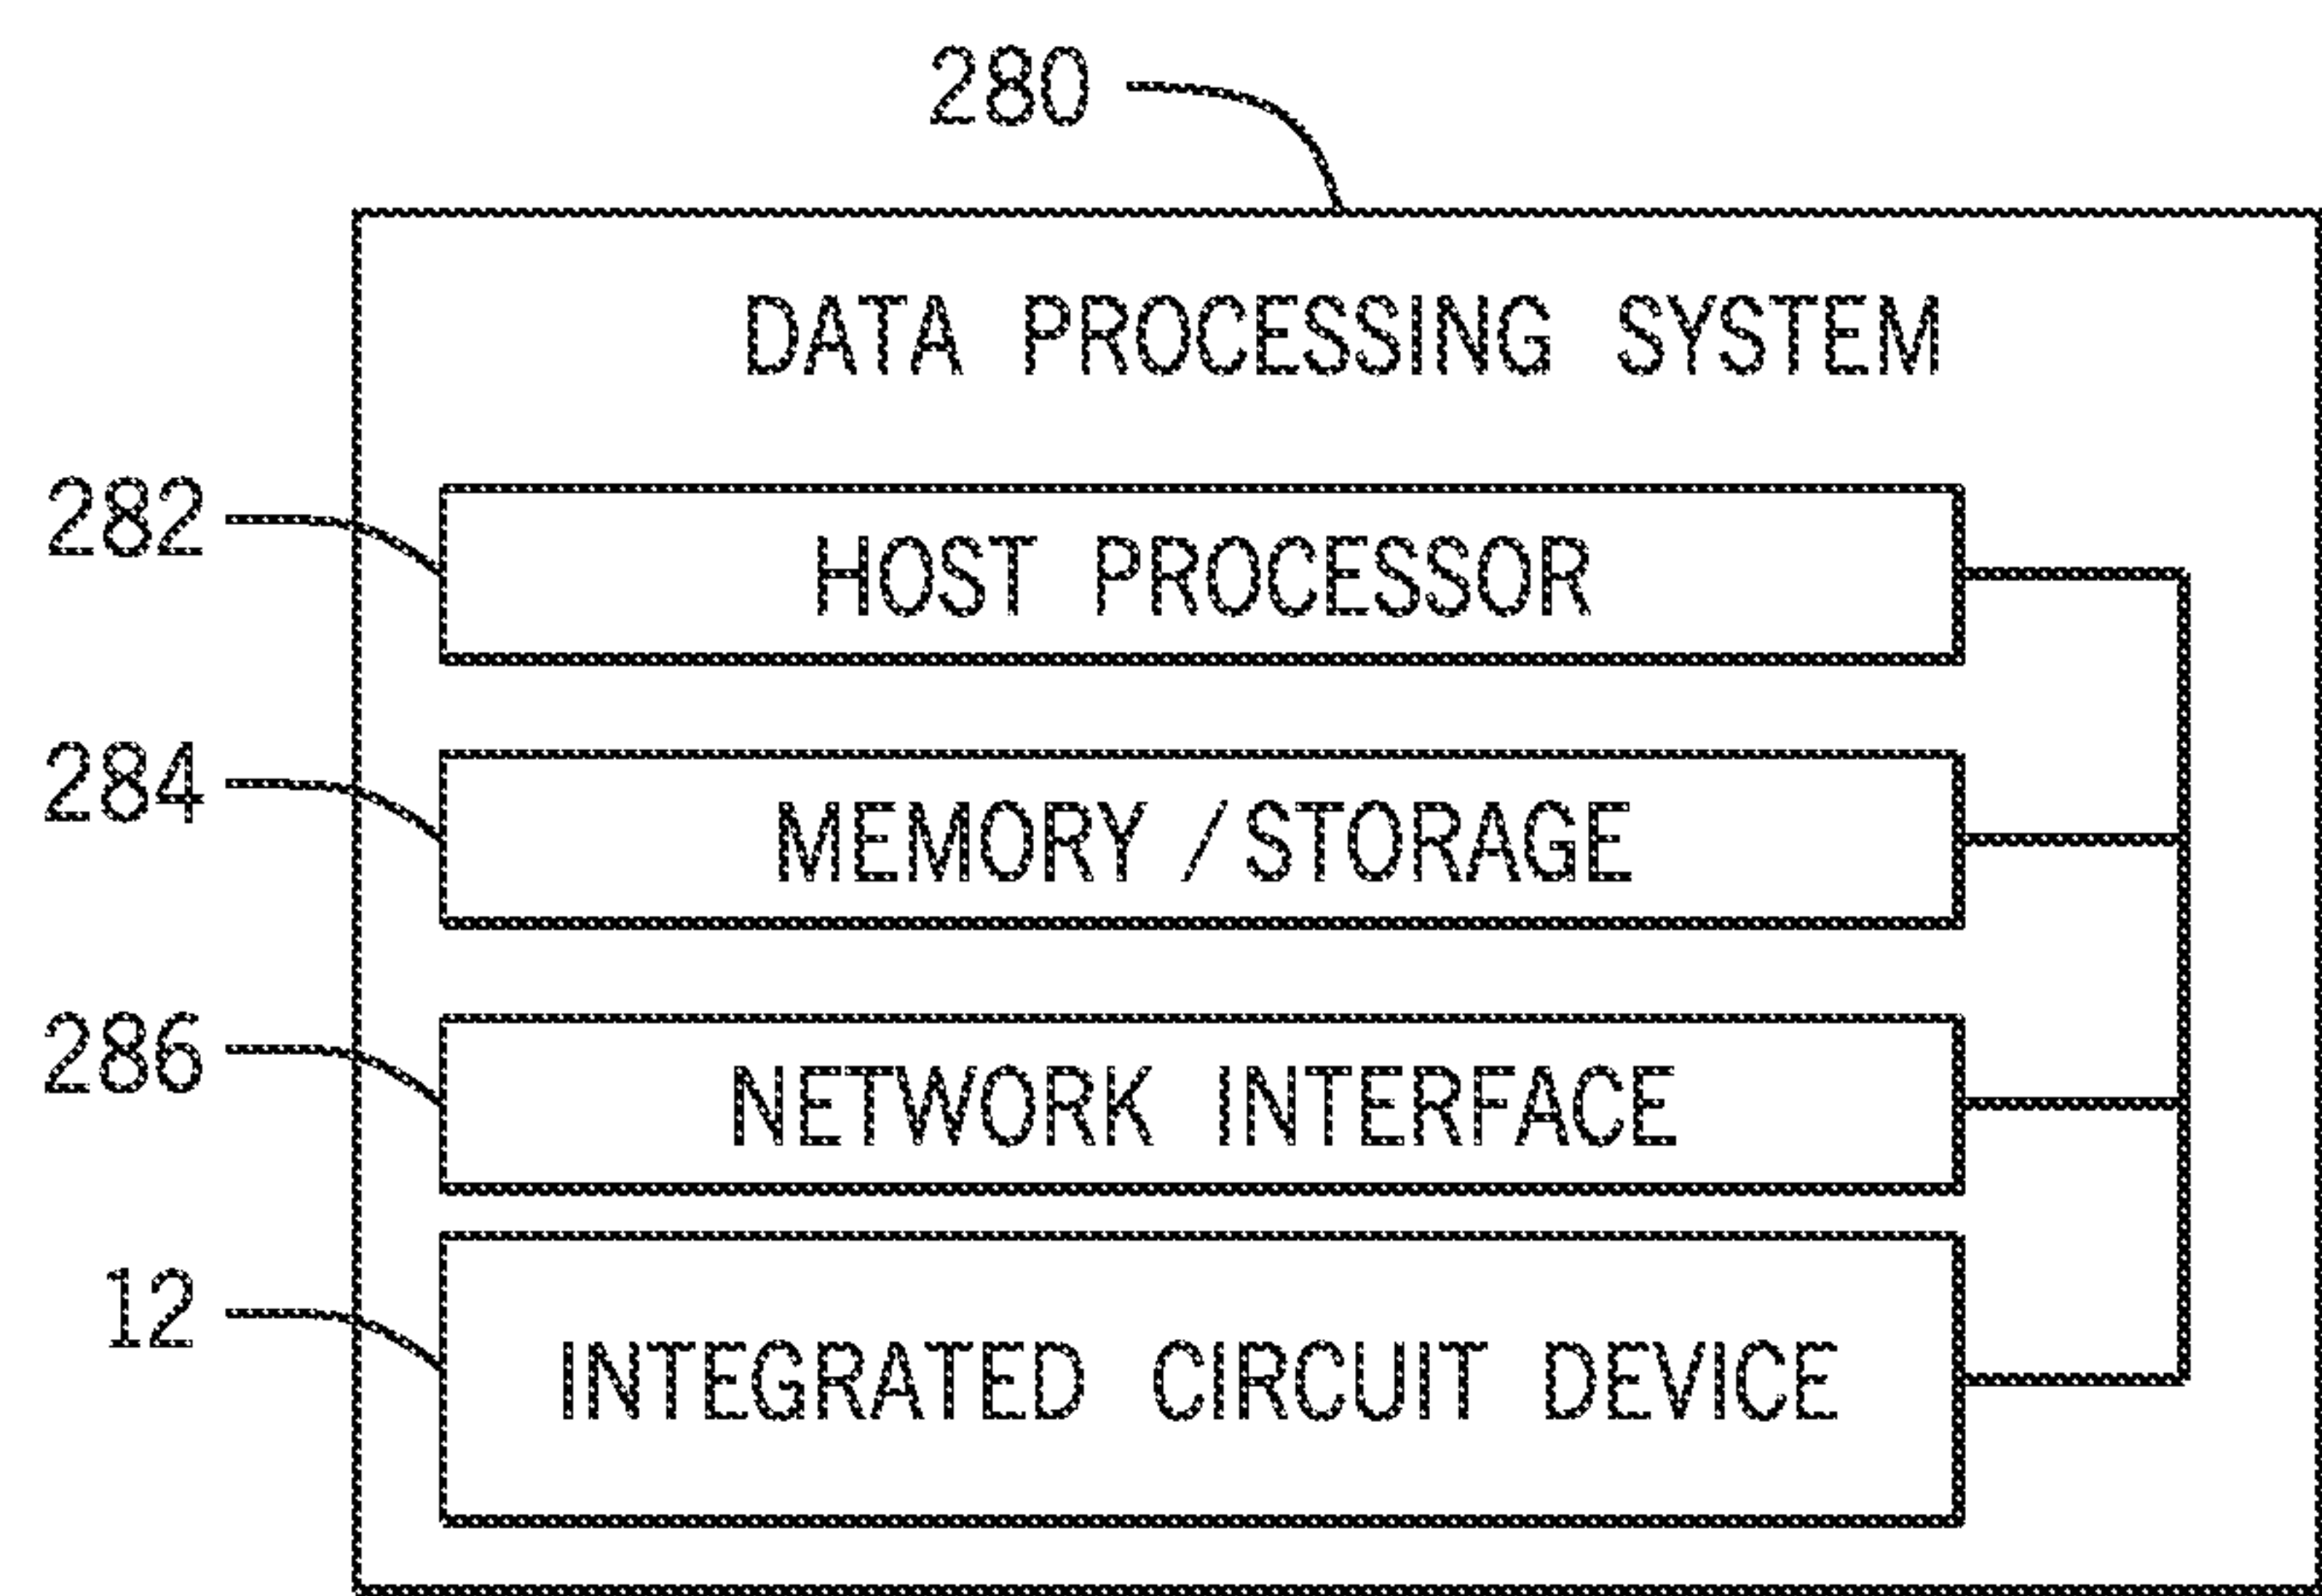 280
DATA PROCESSING SYSTEM
282
HOST PROCESSOR
284
MEMORY / STORAGE
286
NETWORK INTERFACE
12
INTEGRATED CIRCUIT DEVICE